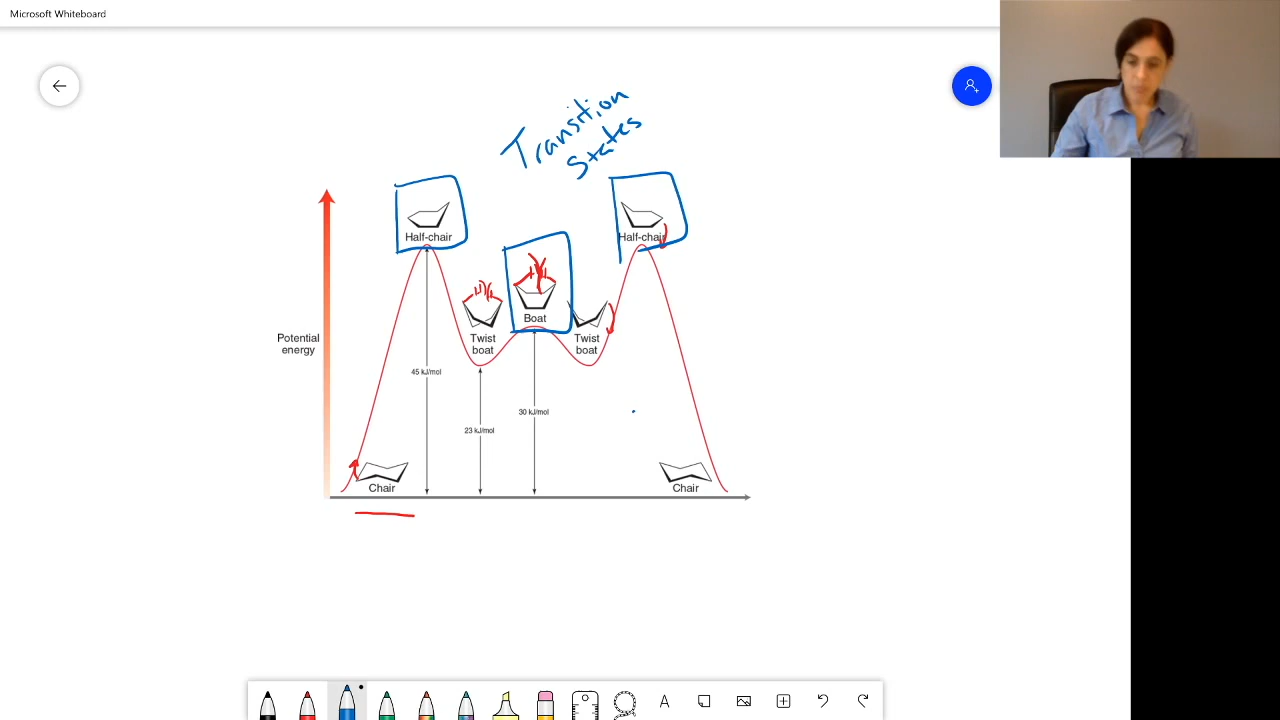 Microsoft Whiteboard
Transition
States
Half-chair
Half-chair
Boat
Twist
boat
Twist
boat
Potential
energy
45 kJ/mol
30 kJ/mol
23 kJ/mol
Chair
Chair
A